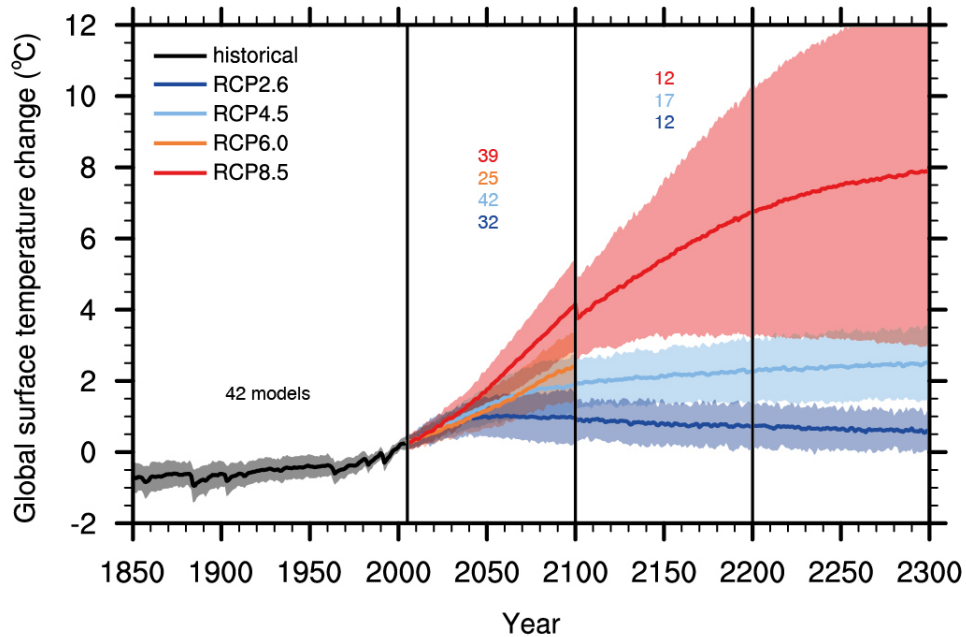 Global surface temperature change (°C)
12
10
8
6
4
2
0
-2
historical
RCP2.6
RCP4.5
RCP6.0
RCP8.5
42 models
39
25
42
32
12
17
12
1850 1900 1950 2000 2050 2100 2150 2200 2250 2300
Year